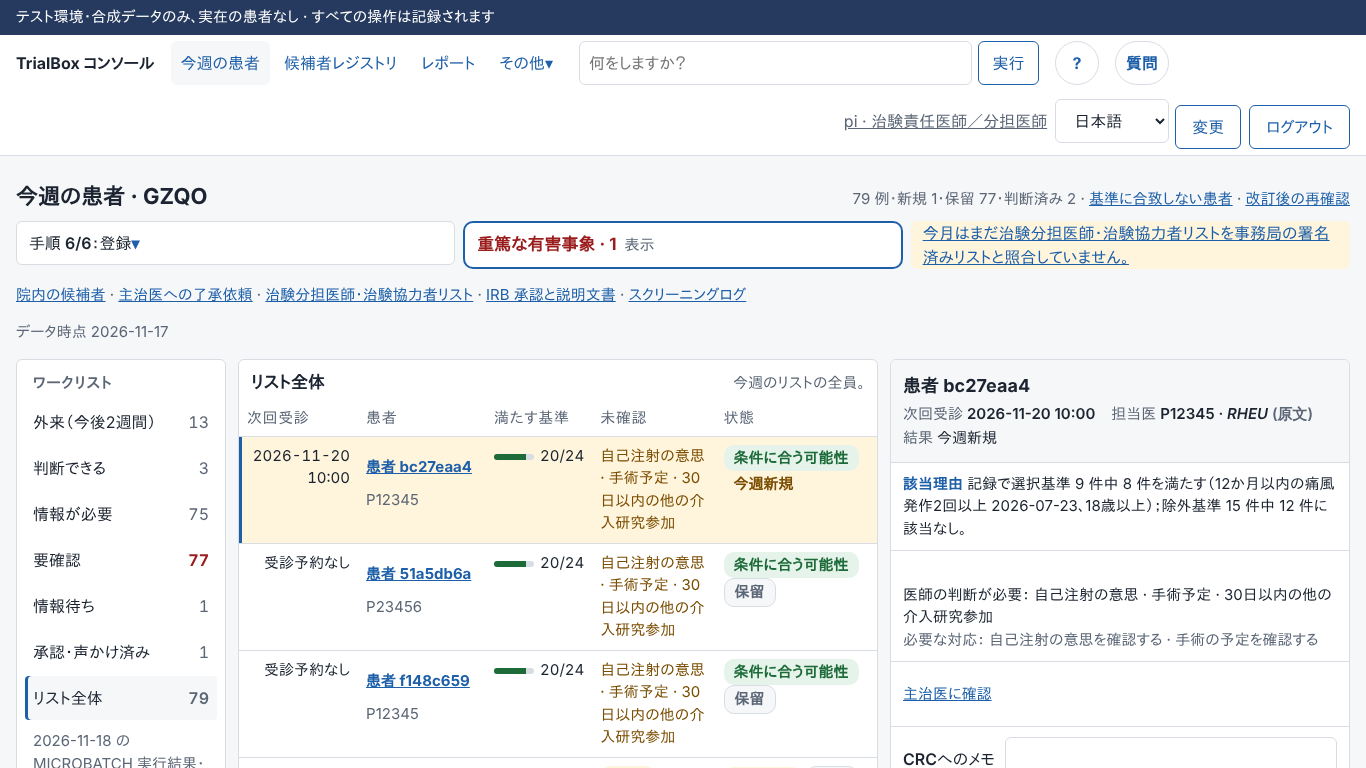 テスト環境·合成データのみ、実在の患者なし · すべての操作は記録されます
TrialBox コンソール
今週の患者
候補者レジストリ
レポート
その他▾
何をしますか?
実行
?
質問
pi · 治験責任医師／分担医師
日本語
変更
ログアウト
今週の患者 · GZQO
79 例·新規 1·保留 77·判断済み 2 · 基準に合致しない患者 · 改訂後の再確認
手順 6/6:登録▾
重篤な有害事象 · 1 表示
今月はまだ治験分担医師·治験協力者リストを事務局の署名
済みリストと照合していません。
院内の候補者 · 主治医への了承依頼 · 治験分担医師·治験協力者リスト · IRB 承認と説明文書 · スクリーニングログ
データ時点 2026-11-17
ワークリスト
外来(今後2週間) 13
判断できる 3
情報が必要 75
要確認 77
情報待ち 1
承認·声かけ済み 1
リスト全体 79
2026-11-18 の
MICROBATCH 実行結果·
リスト全体
今週のリストの全員。
次回受診 患者 満たす基準 未確認 状態
2026-11-20
10:00
患者 bc27eaa4
P12345
20/24
自己注射の意思
· 手術予定 · 30
日以内の他の介
入研究参加
条件に合う可能性
今週新規
受診予約なし
患者 51a5db6a
P23456
20/24
自己注射の意思
· 手術予定 · 30
日以内の他の介
入研究参加
条件に合う可能性
保留
受診予約なし
患者 f148c659
P12345
20/24
自己注射の意思
· 手術予定 · 30
日以内の他の介
入研究参加
条件に合う可能性
保留
患者 bc27eaa4
次回受診 2026-11-20 10:00 担当医 P12345 · RHEU (原文)
結果 今週新規
該当理由 記録で選択基準 9 件中 8 件を満たす(12か月以内の痛風
発作2回以上 2026-07-23、18歳以上);除外基準 15 件中 12 件に
該当なし。
医師の判断が必要: 自己注射の意思 · 手術予定 · 30日以内の他の
介入研究参加
必要な対応: 自己注射の意思を確認する · 手術の予定を確認する
主治医に確認
CRCへのメモ